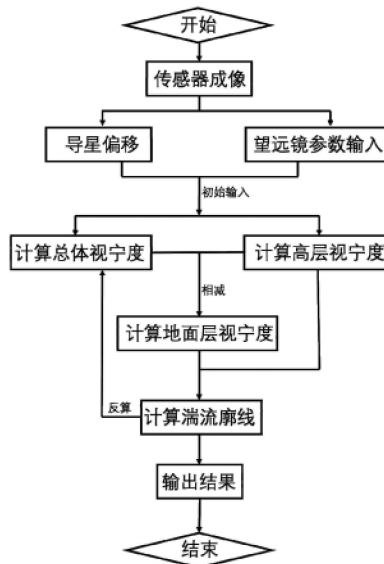 开始
传感器成像
导星偏移
望远镜参数输入
初始输入
计算总体视宁度
计算高层视宁度
相减
计算地面层视宁度
反算
计算湍流廓线
输出结果
结束